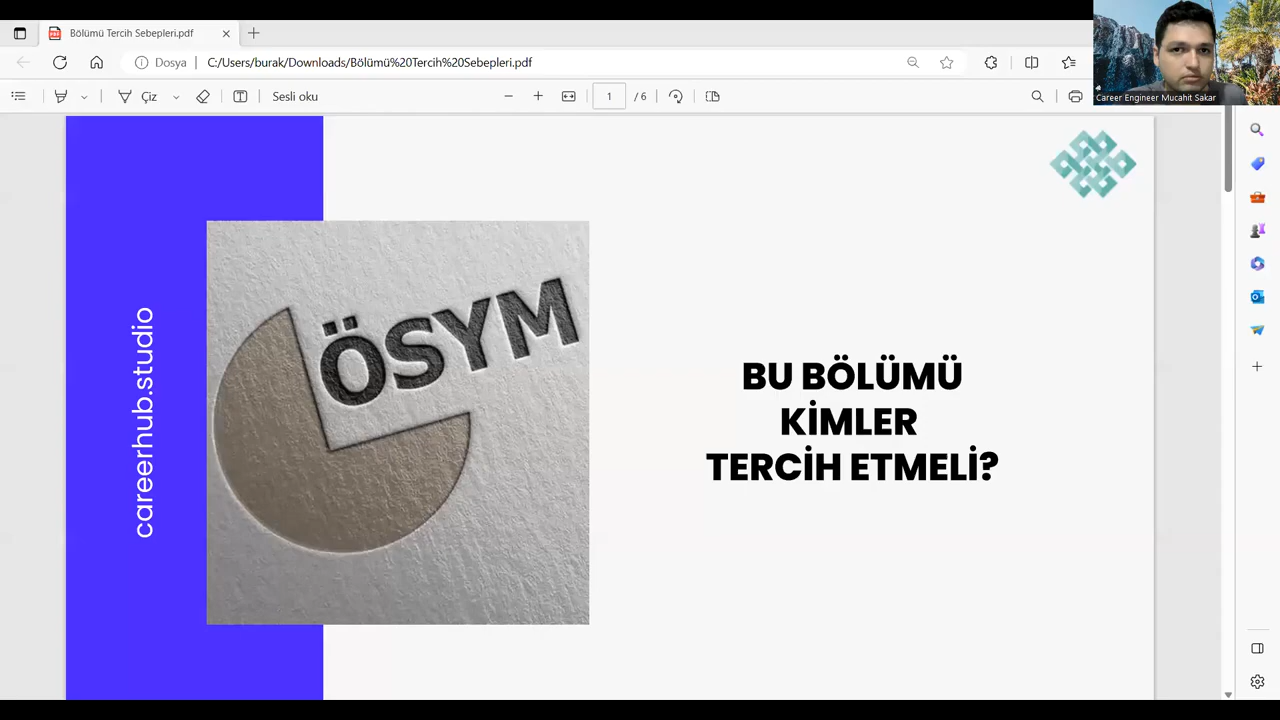 Bölümü Tercih Sebepleri.pdf
Dosya
C:/Users/burak/Downloads/Bölümü%20Tercih%20Sebepleri.pdf
Çiz
Sesli oku
1
/ 6
Career Engineer Mucahit Sakar
careerhub.studio
ÖSYM
BU BÖLÜMÜ
KİMLER
TERCİH ETMELİ?